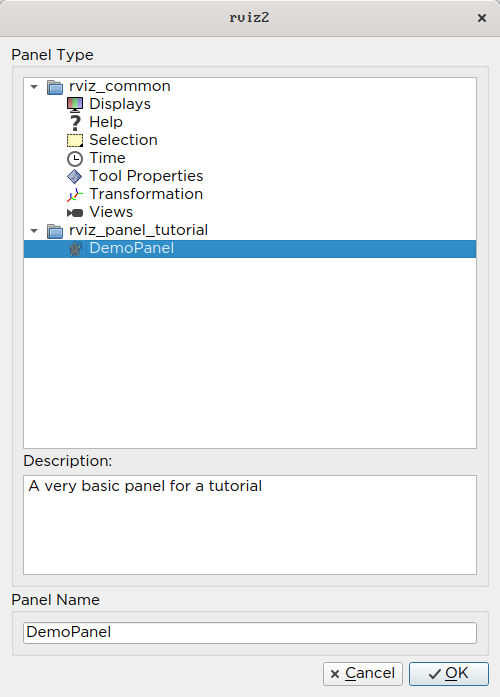 rviz2
Panel Type
rviz_common
Displays
Help
Selection
Time
Tool Properties
Transformation
Views
rviz_panel_tutorial
DemoPanel
Description:
A very basic panel for a tutorial
Panel Name
DemoPanel
Cancel OK